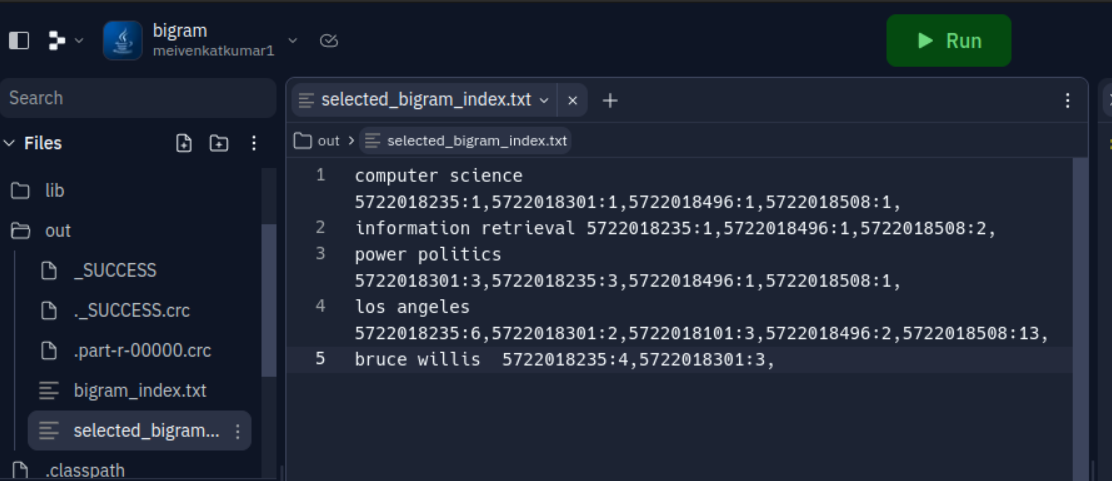 bigram
meivenkatkumar1
Run
Search
selected_bigram_index.txt
Files
out > selected_bigram_index.txt
lib
out
_SUCCESS
._SUCCESS.crc
.part-r-00000.crc
bigram_index.txt
selected_bigram...
.classpath
1 computer science
5722018235:1,5722018301:1,5722018496:1,5722018508:1,
2 information retrieval 5722018235:1,5722018496:1,5722018508:2,
3 power politics
5722018301:3,5722018235:3,5722018496:1,5722018508:1,
4 los angeles
5722018235:6,5722018301:2,5722018101:3,5722018496:2,5722018508:13,
5 bruce willis 5722018235:4,5722018301:3,